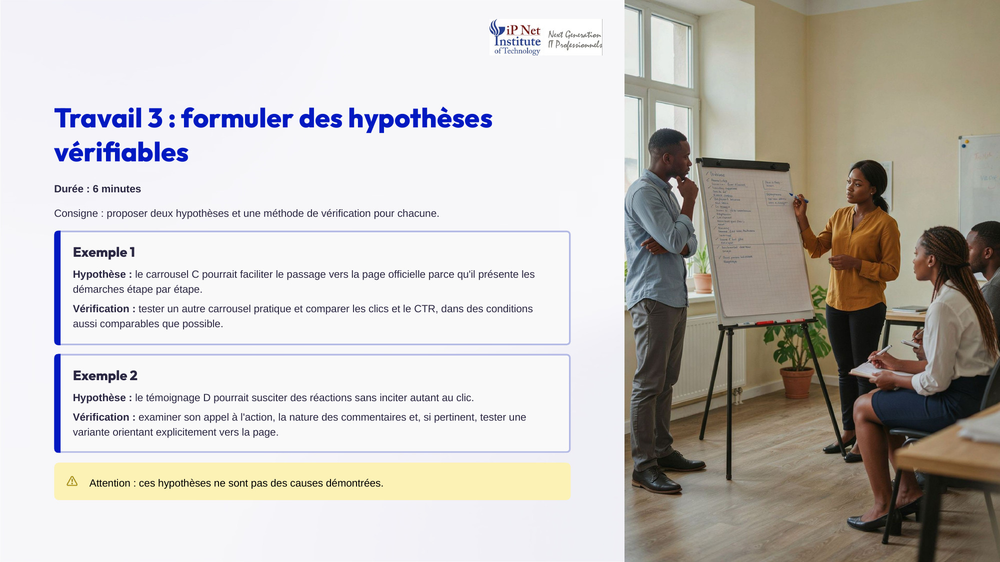 iP Net
Institute
of Technology
Next Generation
IT Professionnels
Travail 3 : formuler des hypothèses
vérifiables
Durée : 6 minutes
Consigne : proposer deux hypothèses et une méthode de vérification pour chacune.
Exemple 1
Hypothèse : le carrousel C pourrait faciliter le passage vers la page officielle parce qu'il présente les
démarches étape par étape.
Vérification : tester un autre carrousel pratique et comparer les clics et le CTR, dans des conditions
aussi comparables que possible.
Exemple 2
Hypothèse : le témoignage D pourrait susciter des réactions sans inciter autant au clic.
Vérification : examiner son appel à l'action, la nature des commentaires et, si pertinent, tester une
variante orientant explicitement vers la page.
Attention : ces hypothèses ne sont pas des causes démontrées.